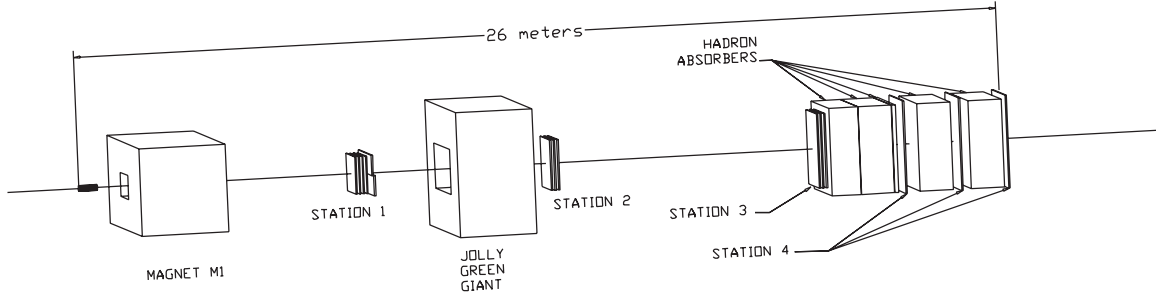 26 meters
HADRON
ABSORBERS
STATION 1
STATION 2
STATION 3
STATION 4
MAGNET M1
JOLLY
GREEN
GIANT